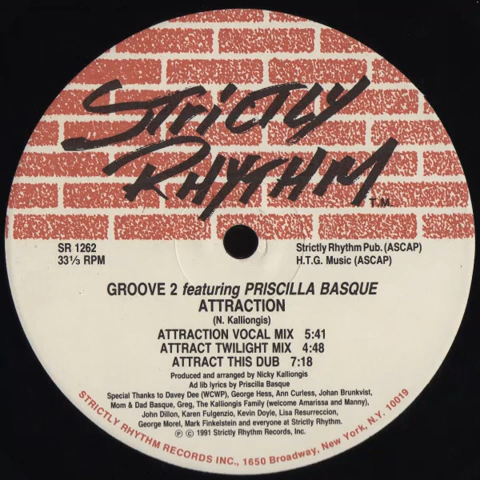 STRICTLY
RHYTHM
T.M.
SR 1262
33⅓ RPM
Strictly Rhythm Pub. (ASCAP)
H.T.G. Music (ASCAP)
GROOVE 2 featuring PRISCILLA BASQUE
ATTRACTION
(N. Kalliongis)
ATTRACTION VOCAL MIX 5:41
ATTRACT TWILIGHT MIX 4:48
ATTRACT THIS DUB 7:18
Produced and arranged by Nicky Kalliongis
Ad lib lyrics by Priscilla Basque
Special Thanks to Davey Dee (WCWP), George Hess, Ann Curless, Johan Brunkvist,
Mom & Dad Basque, Greg, The Kalliongis Family (welcome Amarissa and Manny),
John Dillon, Karen Fulgenzio, Kevin Doyle, Lisa Resurreccion,
George Morel, Mark Finkelstein and everyone at Strictly Rhythm.
℗ © 1991 Strictly Rhythm Records, Inc.
STRICTLY RHYTHM RECORDS INC., 1650 Broadway, New York, N.Y. 10019